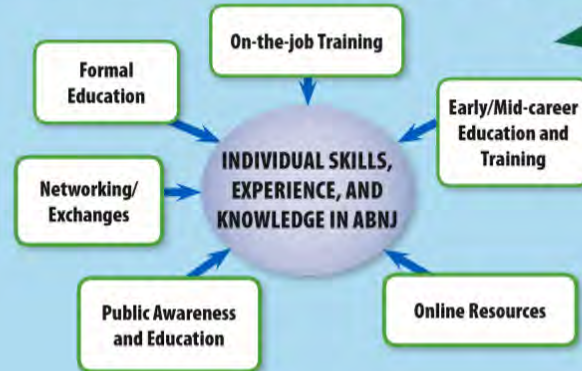 On-the-job Training
Formal
Education
Early/Mid-career
Education and
Training
INDIVIDUAL SKILLS,
EXPERIENCE, AND
KNOWLEDGE IN ABNJ
Networking/
Exchanges
Public Awareness
and Education
Online Resources